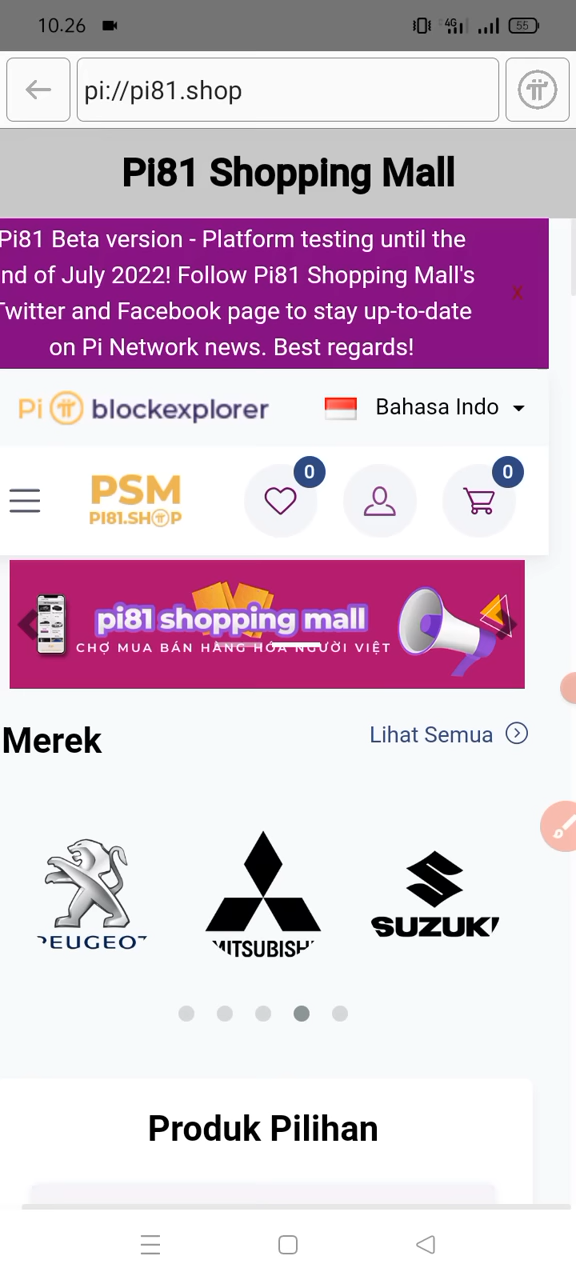 10.26
4G
55
pi://pi81.shop
Pi81 Shopping Mall
Pi81 Beta version - Platform testing until the
nd of July 2022! Follow Pi81 Shopping Mall's
Twitter and Facebook page to stay up-to-date
x
on Pi Network news. Best regards!
Pi blockexplorer
Bahasa Indo
PSM
PI81.SHOP
0
0
pi81 shopping mall
CHỢ MUA BÁN HÀNG HÓA NGƯỜI VIỆT
Merek
Lihat Semua
PEUGEOT
MITSUBISHI
SUZUKI
Produk Pilihan